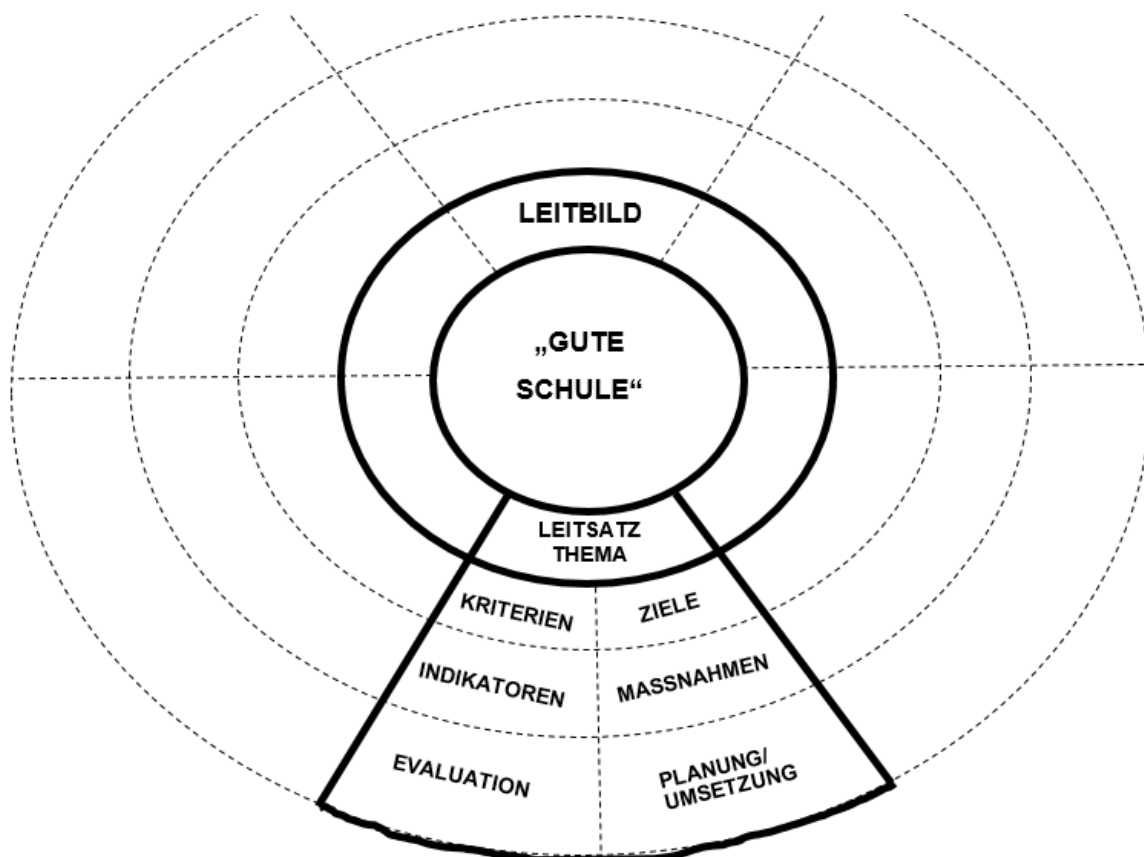 LEITBILD
„GUTE
SCHULE“
LEITSATZ
THEMA
KRITERIEN
ZIELE
INDIKATOREN
MASSNAHMEN
EVALUATION
PLANUNG/
UMSETZUNG